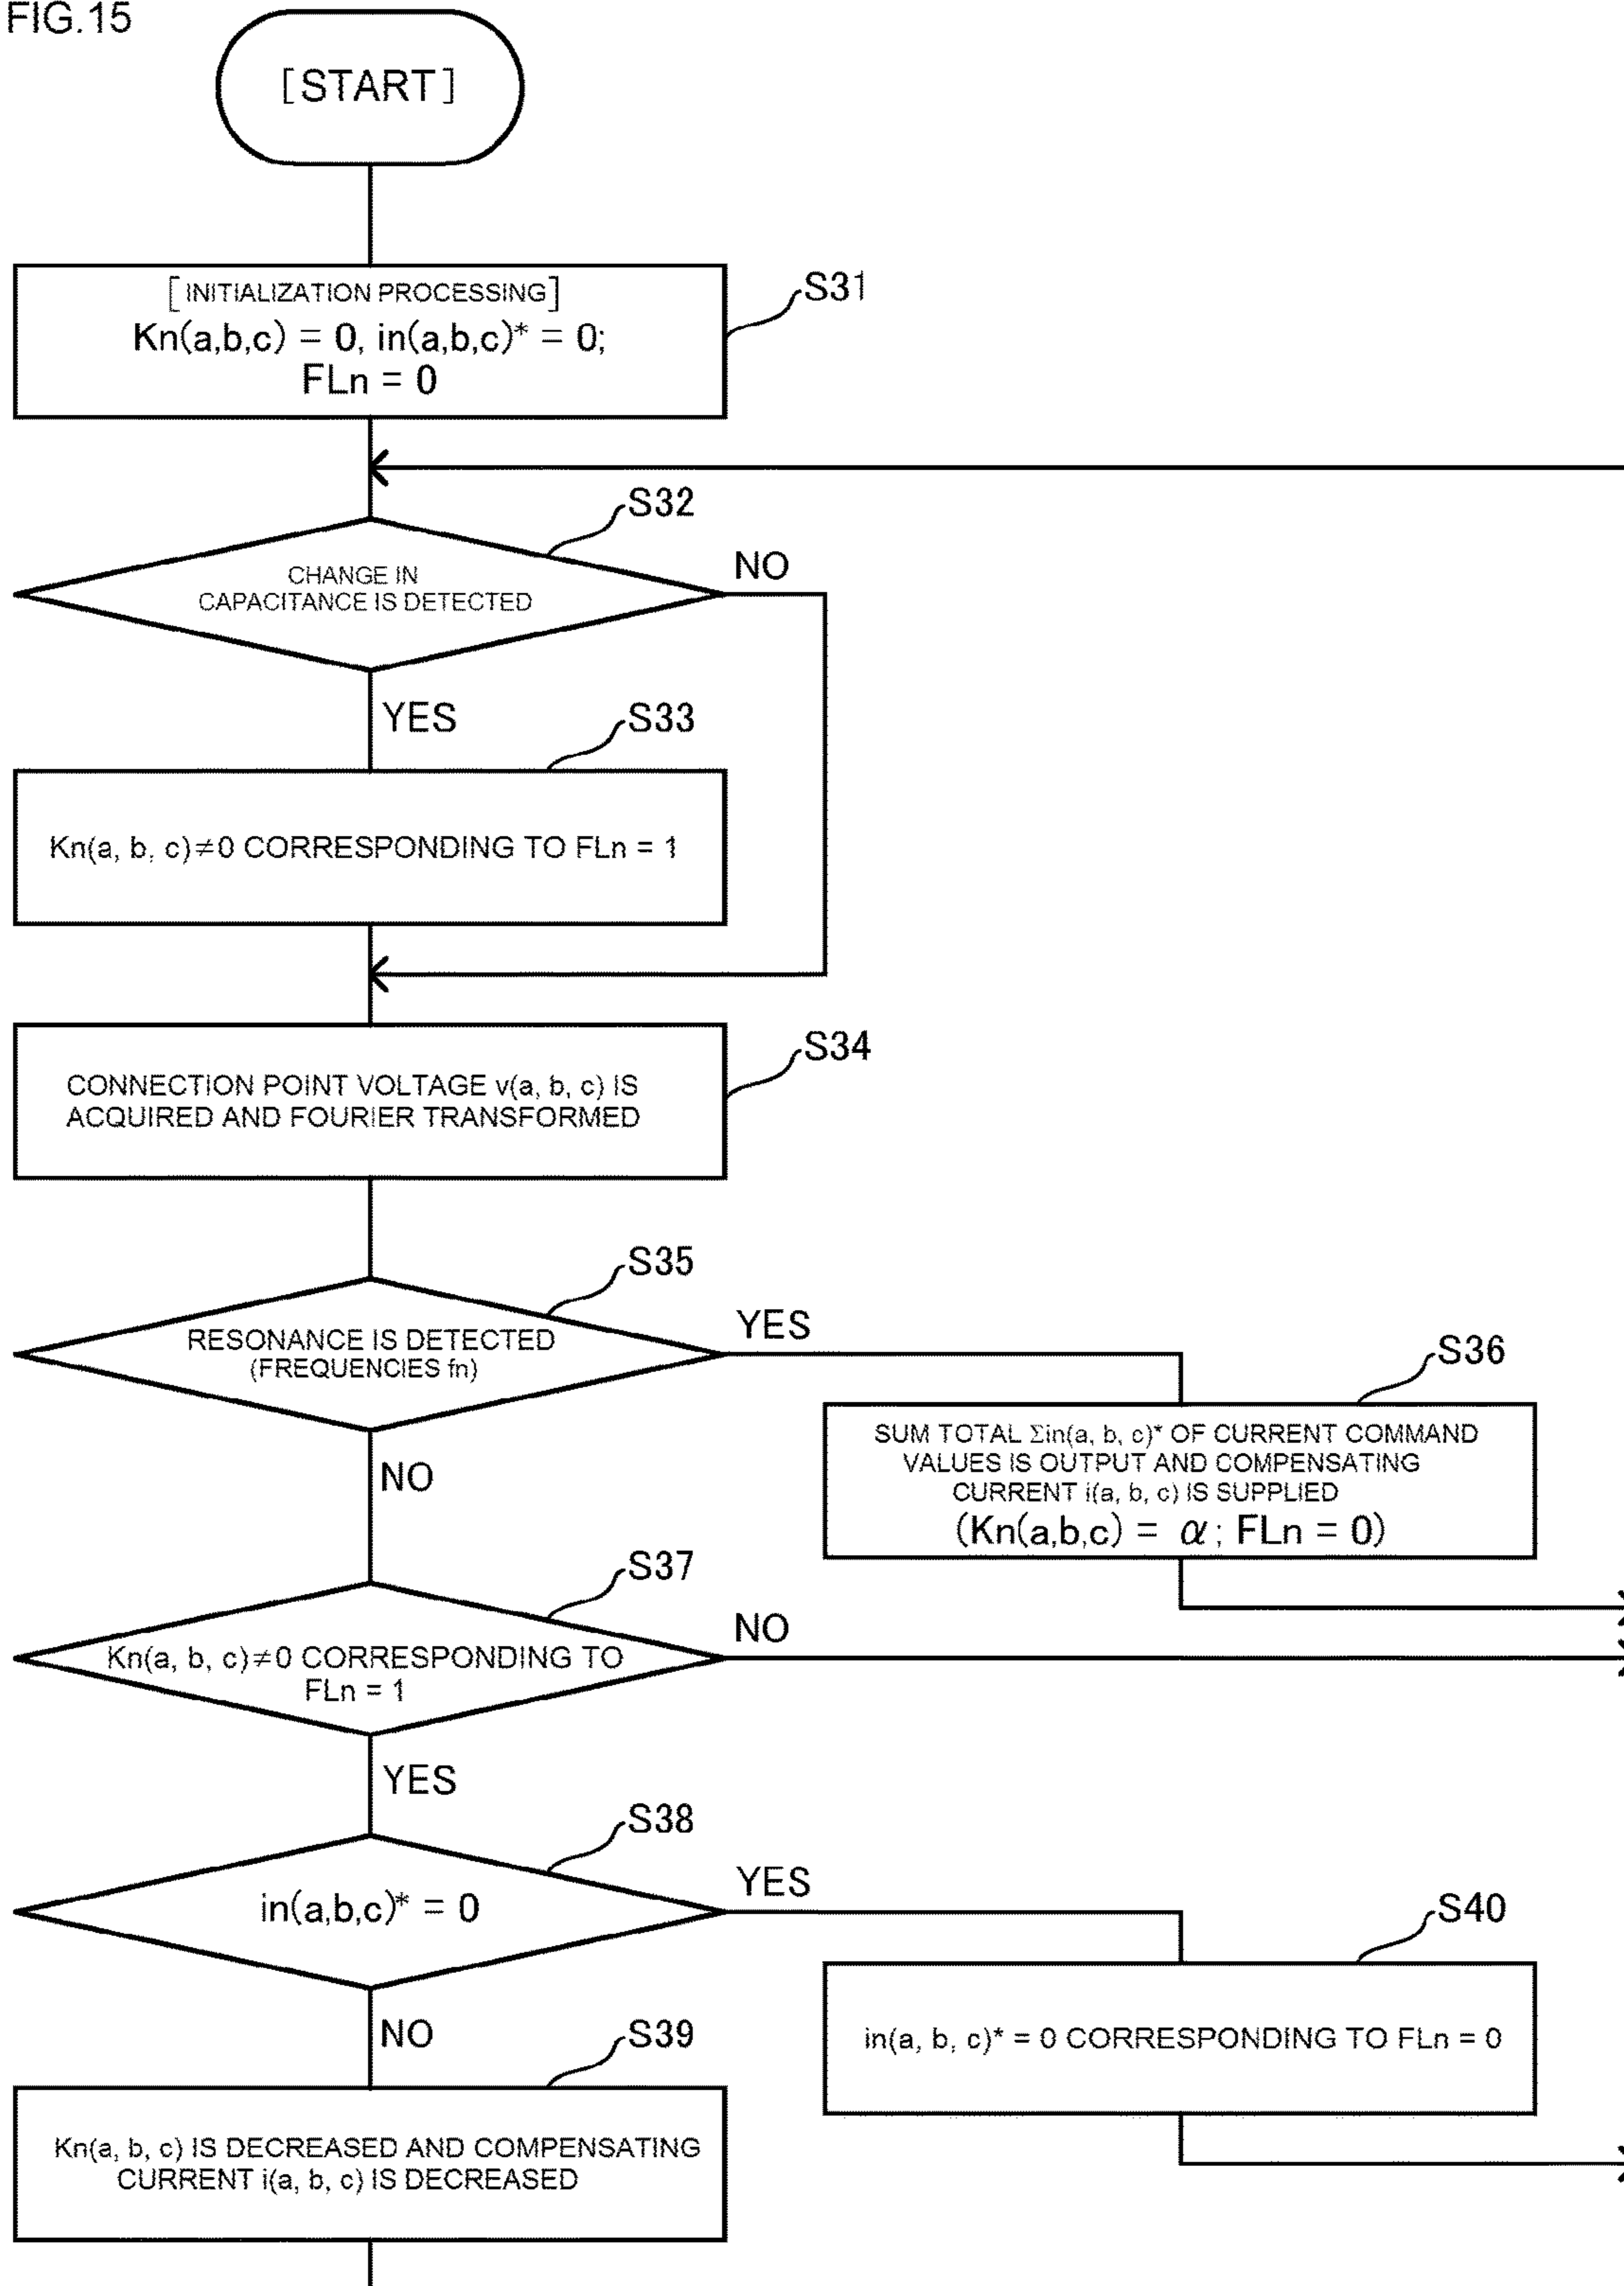 FIG.15
[START]
[INITIALIZATION PROCESSING]
Kn(a,b,c) = 0, in(a,b,c)* = 0;
FLn = 0
S31
S32
CHANGE IN
CAPACITANCE IS DETECTED
NO
YES
S33
Kn(a, b, c)≠0 CORRESPONDING TO FLn = 1
S34
CONNECTION POINT VOLTAGE v(a, b, c) IS
ACQUIRED AND FOURIER TRANSFORMED
S35
RESONANCE IS DETECTED
(FREQUENCIES fn)
YES
NO
S36
SUM TOTAL Σin(a, b, c)* OF CURRENT COMMAND
VALUES IS OUTPUT AND COMPENSATING
CURRENT i(a, b, c) IS SUPPLIED
(Kn(a,b,c) = α; FLn = 0)
S37
Kn(a, b, c)≠0 CORRESPONDING TO
FLn = 1
NO
YES
S38
in(a,b,c)* = 0
YES
NO
S40
in(a, b, c)* = 0 CORRESPONDING TO FLn = 0
S39
Kn(a, b, c) IS DECREASED AND COMPENSATING
CURRENT i(a, b, c) IS DECREASED